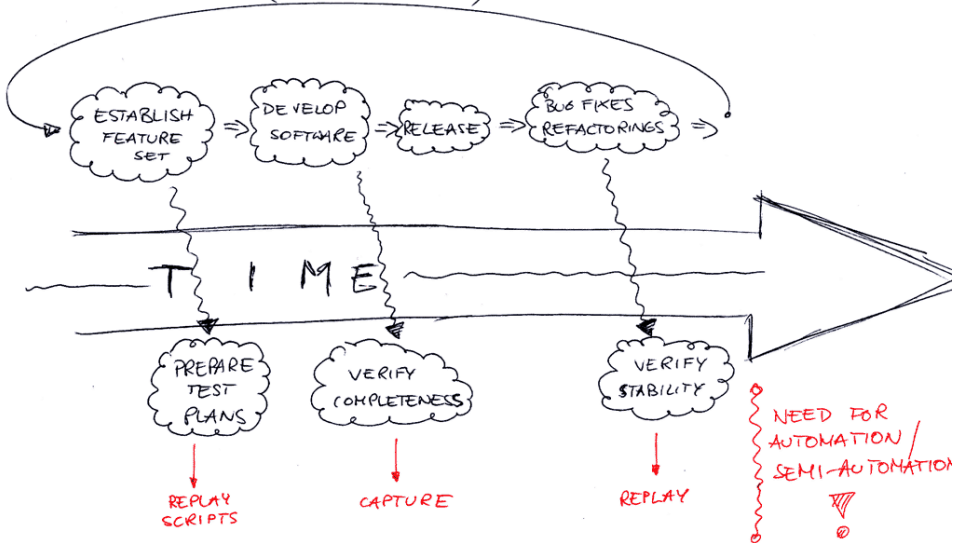 ESTABLISH
FEATURE
SET
DEVELOP
SOFTWARE
RELEASE
BUG FIXES
REFACTORINGS
TIME
PREPARE
TEST
PLANS
VERIFY
COMPLETENESS
VERIFY
STABILITY
REPLAY
SCRIPTS
CAPTURE
REPLAY
NEED FOR
AUTOMATION/
SEMI-AUTOMATION